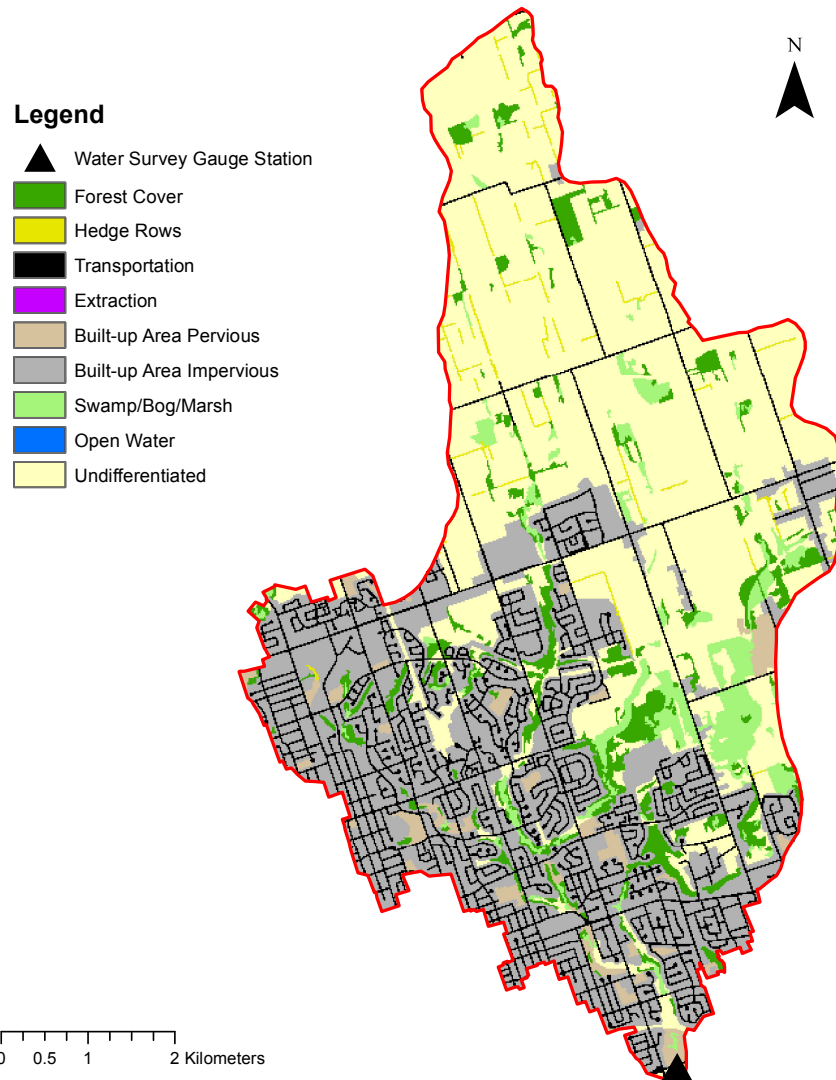 N
Legend
Water Survey Gauge Station
Forest Cover
Hedge Rows
Transportation
Extraction
Built-up Area Pervious
Built-up Area Impervious
Swamp/Bog/Marsh
Open Water
Undifferentiated
0 0.5 1 2 Kilometers